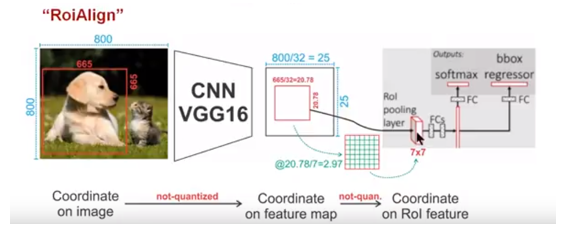 “RoiAlign”
800
800
665
665
CNN
VGG16
800/32 = 25
665/32=20.78
20.78
25
@20.78/7=2.97
Outputs:
bbox
softmax regressor
FC
FC
RoI
pooling
layer
FCs
7x7
Coordinate
on image
not-quantized
Coordinate
on feature map
not-quan.
Coordinate
on RoI feature